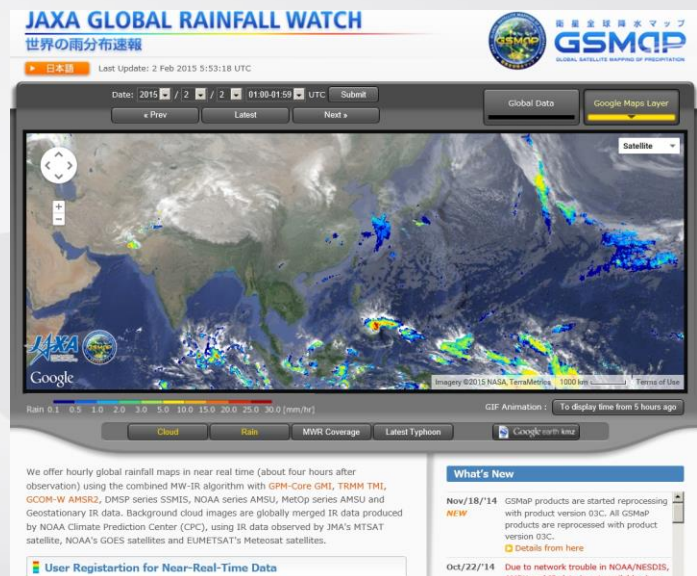 JAXA GLOBAL RAINFALL WATCH
世界の雨分布速報
衛星全球降水マップ
GSMaP
GLOBAL SATELLITE MAPPING OF PRECIPITATION
日本語 Last Update: 2 Feb 2015 5:53:18 UTC
Date: 2015 / 2 / 2 01:00-01:59 UTC Submit
« Prev Latest Next »
Global Data Google Maps Layer
Satellite
JAXA GSMaP
Google
Imagery ©2015 NASA, TerraMetrics 1000 km Terms of Use
Rain 0.1 0.5 1.0 2.0 3.0 5.0 10.0 15.0 20.0 25.0 30.0 [mm/hr]
GIF Animation : To display time from 5 hours ago
Cloud Rain MWR Coverage Latest Typhoon Google earth kmz
We offer hourly global rainfall maps in near real time (about four hours after
observation) using the combined MW-IR algorithm with GPM-Core GMI, TRMM TMI,
GCOM-W AMSR2, DMSP series SSMIS, NOAA series AMSU, MetOp series AMSU and
Geostationary IR data. Background cloud images are globally merged IR data produced
by NOAA Climate Prediction Center (CPC), using IR data observed by JMA's MTSAT
satellite, NOAA's GOES satellites and EUMETSAT's Meteosat satellites.
User Registartion for Near-Real-Time Data
What's New
Nov/18/'14 GSMaP products are started reprocessing
NEW with product version 03C. All GSMaP
products are reprocessed with product
version 03C.
Details from here
Oct/22/'14 Due to network trouble in NOAA/NESDIS,